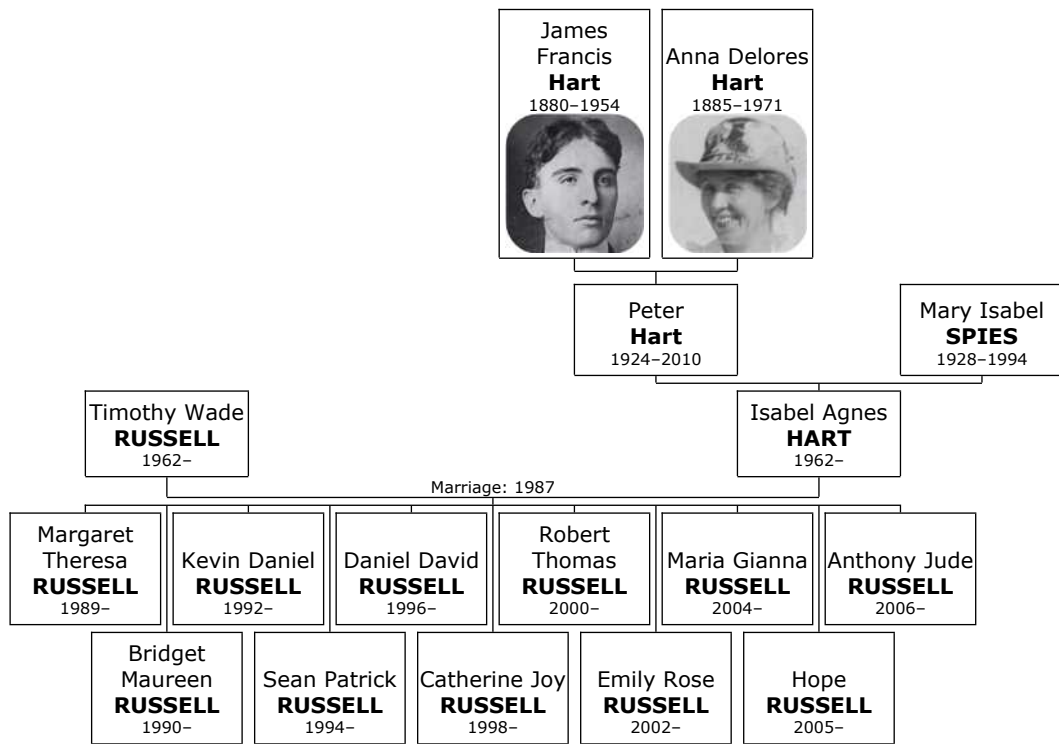 James
Francis
Hart
1880–1954
Anna Delores
Hart
1885–1971
Peter
Hart
1924–2010
Mary Isabel
SPIES
1928–1994
Timothy Wade
RUSSELL
1962–
Isabel Agnes
HART
1962–
Marriage: 1987
Margaret
Theresa
RUSSELL
1989–
Kevin Daniel
RUSSELL
1992–
Daniel David
RUSSELL
1996–
Robert
Thomas
RUSSELL
2000–
Maria Gianna
RUSSELL
2004–
Anthony Jude
RUSSELL
2006–
Bridget
Maureen
RUSSELL
1990–
Sean Patrick
RUSSELL
1994–
Catherine Joy
RUSSELL
1998–
Emily Rose
RUSSELL
2002–
Hope
RUSSELL
2005–